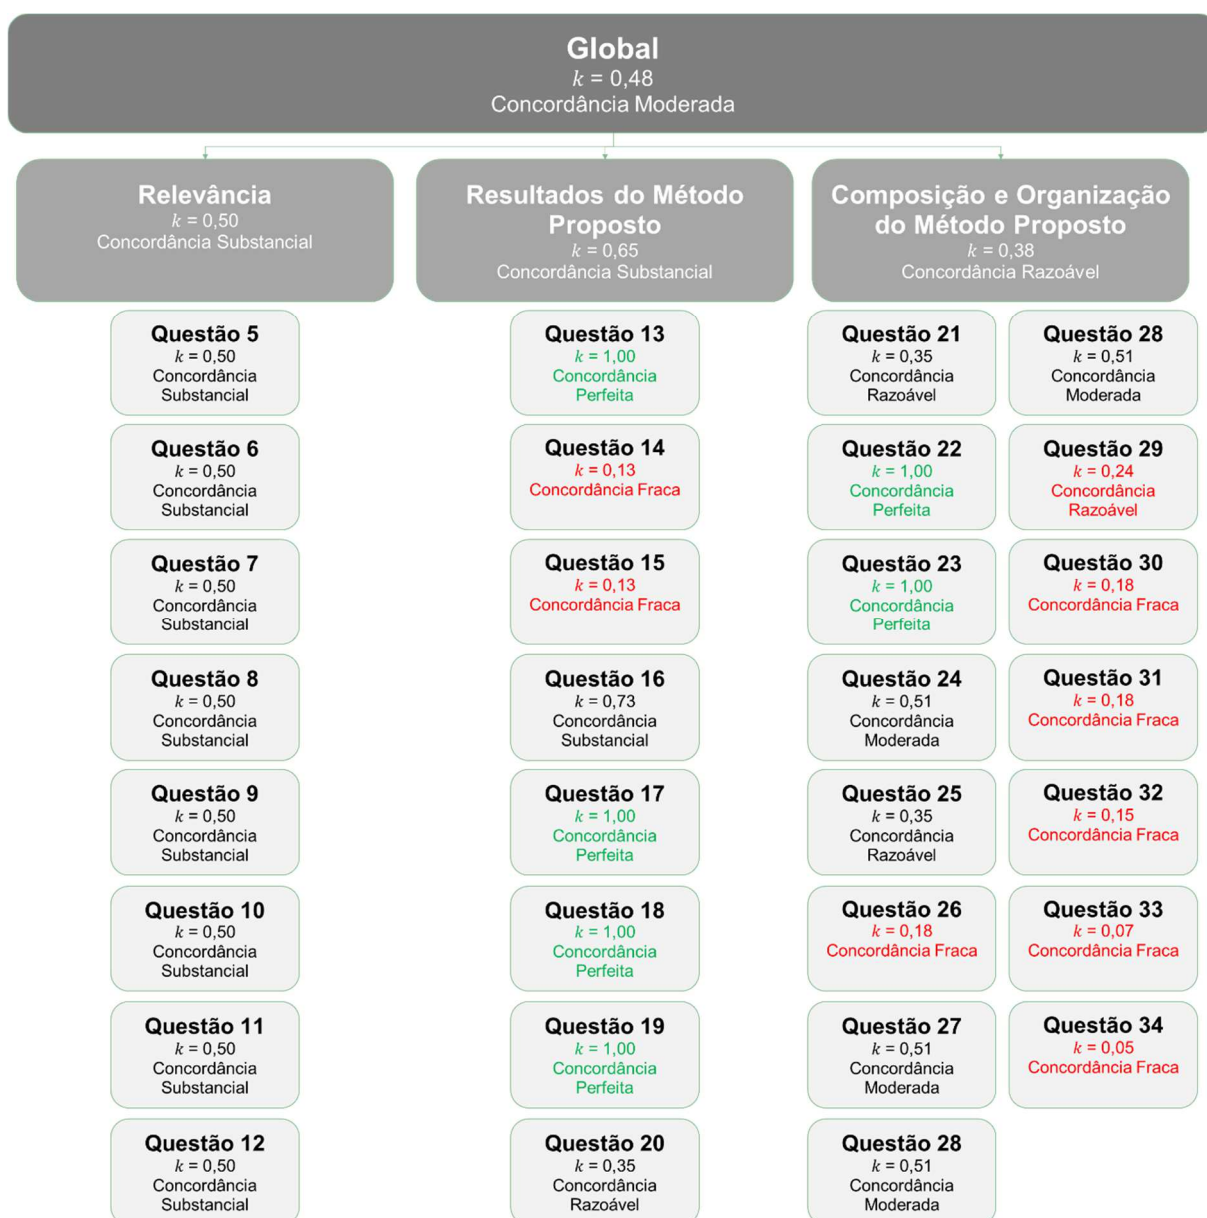 Global
k = 0,48
Concordância Moderada
Relevância
k = 0,50
Concordância Substancial
Resultados do Método
Proposto
k = 0,65
Concordância Substancial
Composição e Organização
do Método Proposto
k = 0,38
Concordância Razoável
Questão 5
k = 0,50
Concordância
Substancial
Questão 6
k = 0,50
Concordância
Substancial
Questão 7
k = 0,50
Concordância
Substancial
Questão 8
k = 0,50
Concordância
Substancial
Questão 9
k = 0,50
Concordância
Substancial
Questão 10
k = 0,50
Concordância
Substancial
Questão 11
k = 0,50
Concordância
Substancial
Questão 12
k = 0,50
Concordância
Substancial
Questão 13
k = 1,00
Concordância
Perfeita
Questão 14
k = 0,13
Concordância Fraca
Questão 15
k = 0,13
Concordância Fraca
Questão 16
k = 0,73
Concordância
Substancial
Questão 17
k = 1,00
Concordância
Perfeita
Questão 18
k = 1,00
Concordância
Perfeita
Questão 19
k = 1,00
Concordância
Perfeita
Questão 20
k = 0,35
Concordância
Razoável
Questão 21
k = 0,35
Concordância
Razoável
Questão 22
k = 1,00
Concordância
Perfeita
Questão 23
k = 1,00
Concordância
Perfeita
Questão 24
k = 0,51
Concordância
Moderada
Questão 25
k = 0,35
Concordância
Razoável
Questão 26
k = 0,18
Concordância Fraca
Questão 27
k = 0,51
Concordância
Moderada
Questão 28
k = 0,51
Concordância
Moderada
Questão 28
k = 0,51
Concordância
Moderada
Questão 29
k = 0,24
Concordância
Razoável
Questão 30
k = 0,18
Concordância Fraca
Questão 31
k = 0,18
Concordância Fraca
Questão 32
k = 0,15
Concordância Fraca
Questão 33
k = 0,07
Concordância Fraca
Questão 34
k = 0,05
Concordância Fraca